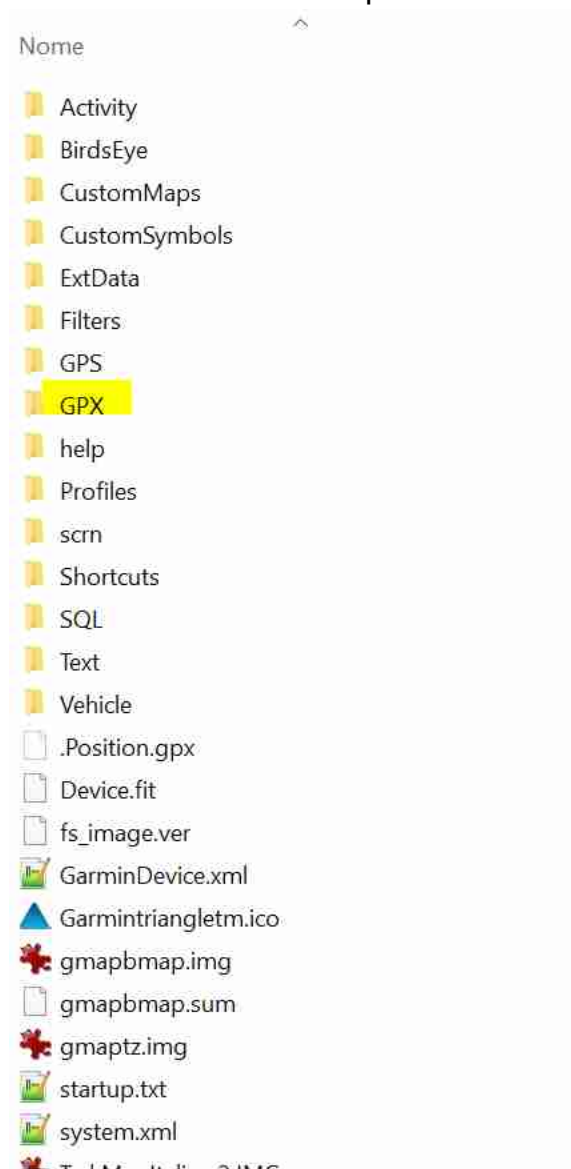 Nome
Activity
BirdsEye
CustomMaps
CustomSymbols
ExtData
Filters
GPS
GPX
help
Profiles
scrn
Shortcuts
SQL
Text
Vehicle
.Position.gpx
Device.fit
fs_image.ver
GarminDevice.xml
Garmintriangletm.ico
gmapbmap.img
gmapbmap.sum
gmaptz.img
startup.txt
system.xml